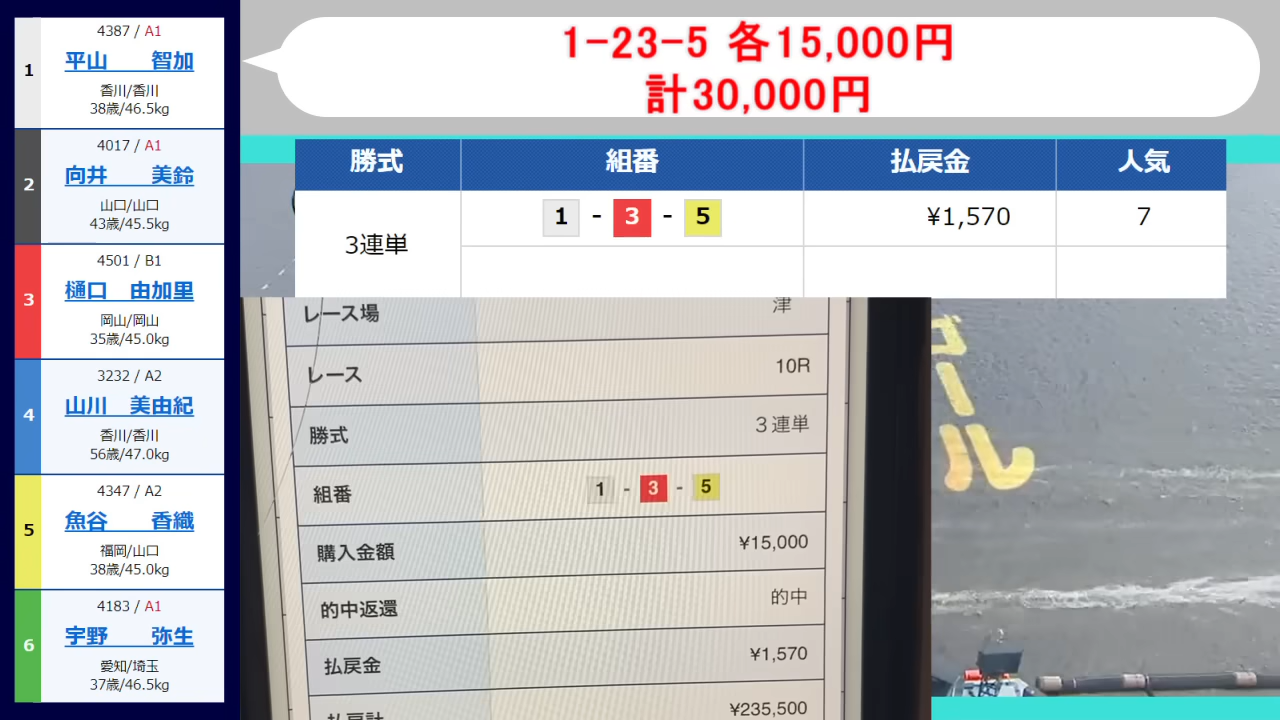 1
4387 / A1
平山 智加
香川/香川
38歳/46.5kg
2
4017 / A1
向井 美鈴
山口/山口
43歳/45.5kg
3
4501 / B1
樋口 由加里
岡山/岡山
35歳/45.0kg
4
3232 / A2
山川 美由紀
香川/香川
56歳/47.0kg
5
4347 / A2
魚谷 香織
福岡/山口
38歳/45.0kg
6
4183 / A1
宇野 弥生
愛知/埼玉
37歳/46.5kg
1-23-5 各15,000円
計30,000円
勝式 組番 払戻金 人気
3連単 1 - 3 - 5 ¥1,570 7
レース場 津
レース 10R
勝式 3連単
組番 1 - 3 - 5
購入金額 ¥15,000
的中返還 的中
払戻金 ¥1,570
払戻計 ¥235,500
ゴール